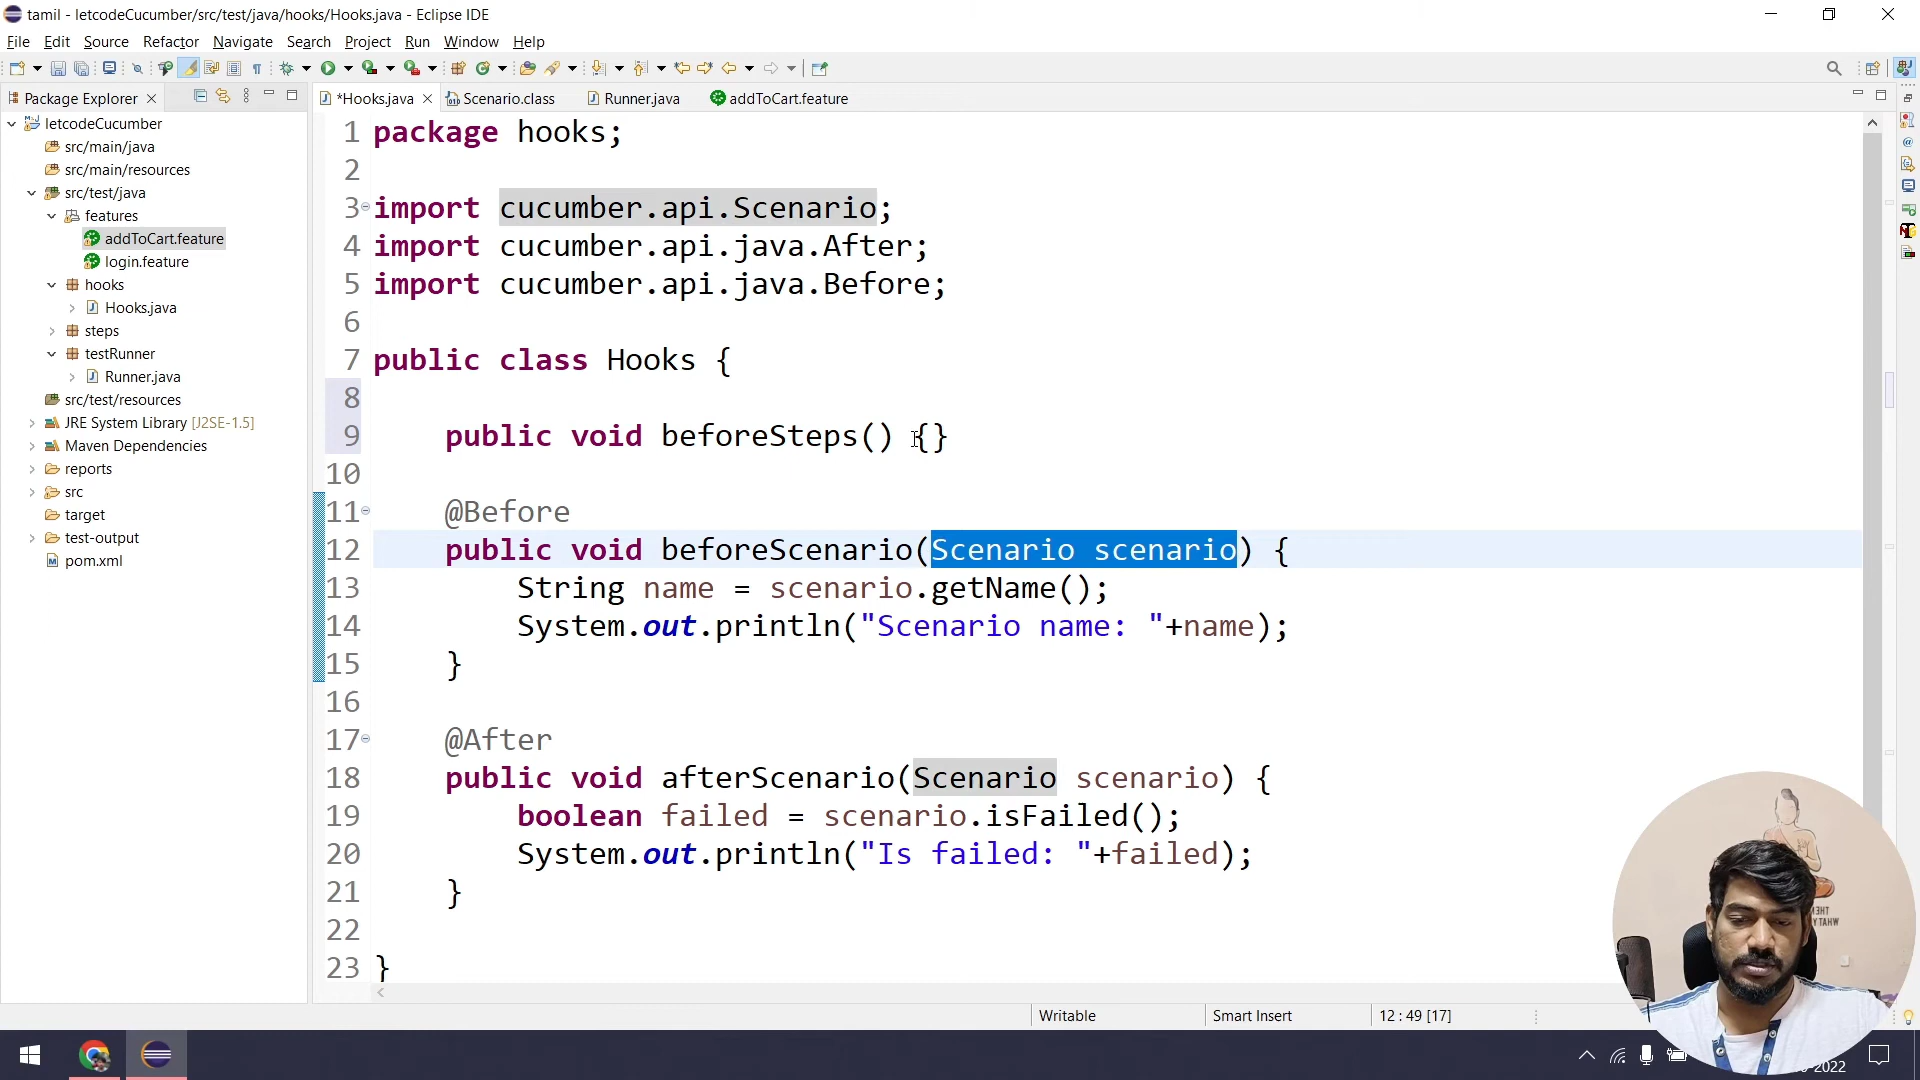 tamil - letcodeCucumber/src/test/java/hooks/Hooks.java - Eclipse IDE
File Edit Source Refactor Navigate Search Project Run Window Help
Package Explorer
*Hooks.java Scenario.class Runner.java addToCart.feature
letcodeCucumber
src/main/java
src/main/resources
src/test/java
features
addToCart.feature
login.feature
hooks
Hooks.java
steps
testRunner
Runner.java
src/test/resources
JRE System Library [J2SE-1.5]
Maven Dependencies
reports
src
target
test-output
pom.xml
1 package hooks;
2
3 import cucumber.api.Scenario;
4 import cucumber.api.java.After;
5 import cucumber.api.java.Before;
6
7 public class Hooks {
8
9 public void beforeSteps() {}
10
11 @Before
12 public void beforeScenario(Scenario scenario) {
13 String name = scenario.getName();
14 System.out.println("Scenario name: "+name);
15 }
16
17 @After
18 public void afterScenario(Scenario scenario) {
19 boolean failed = scenario.isFailed();
20 System.out.println("Is failed: "+failed);
21 }
22
23 }
Writable Smart Insert 12 : 49 [17]